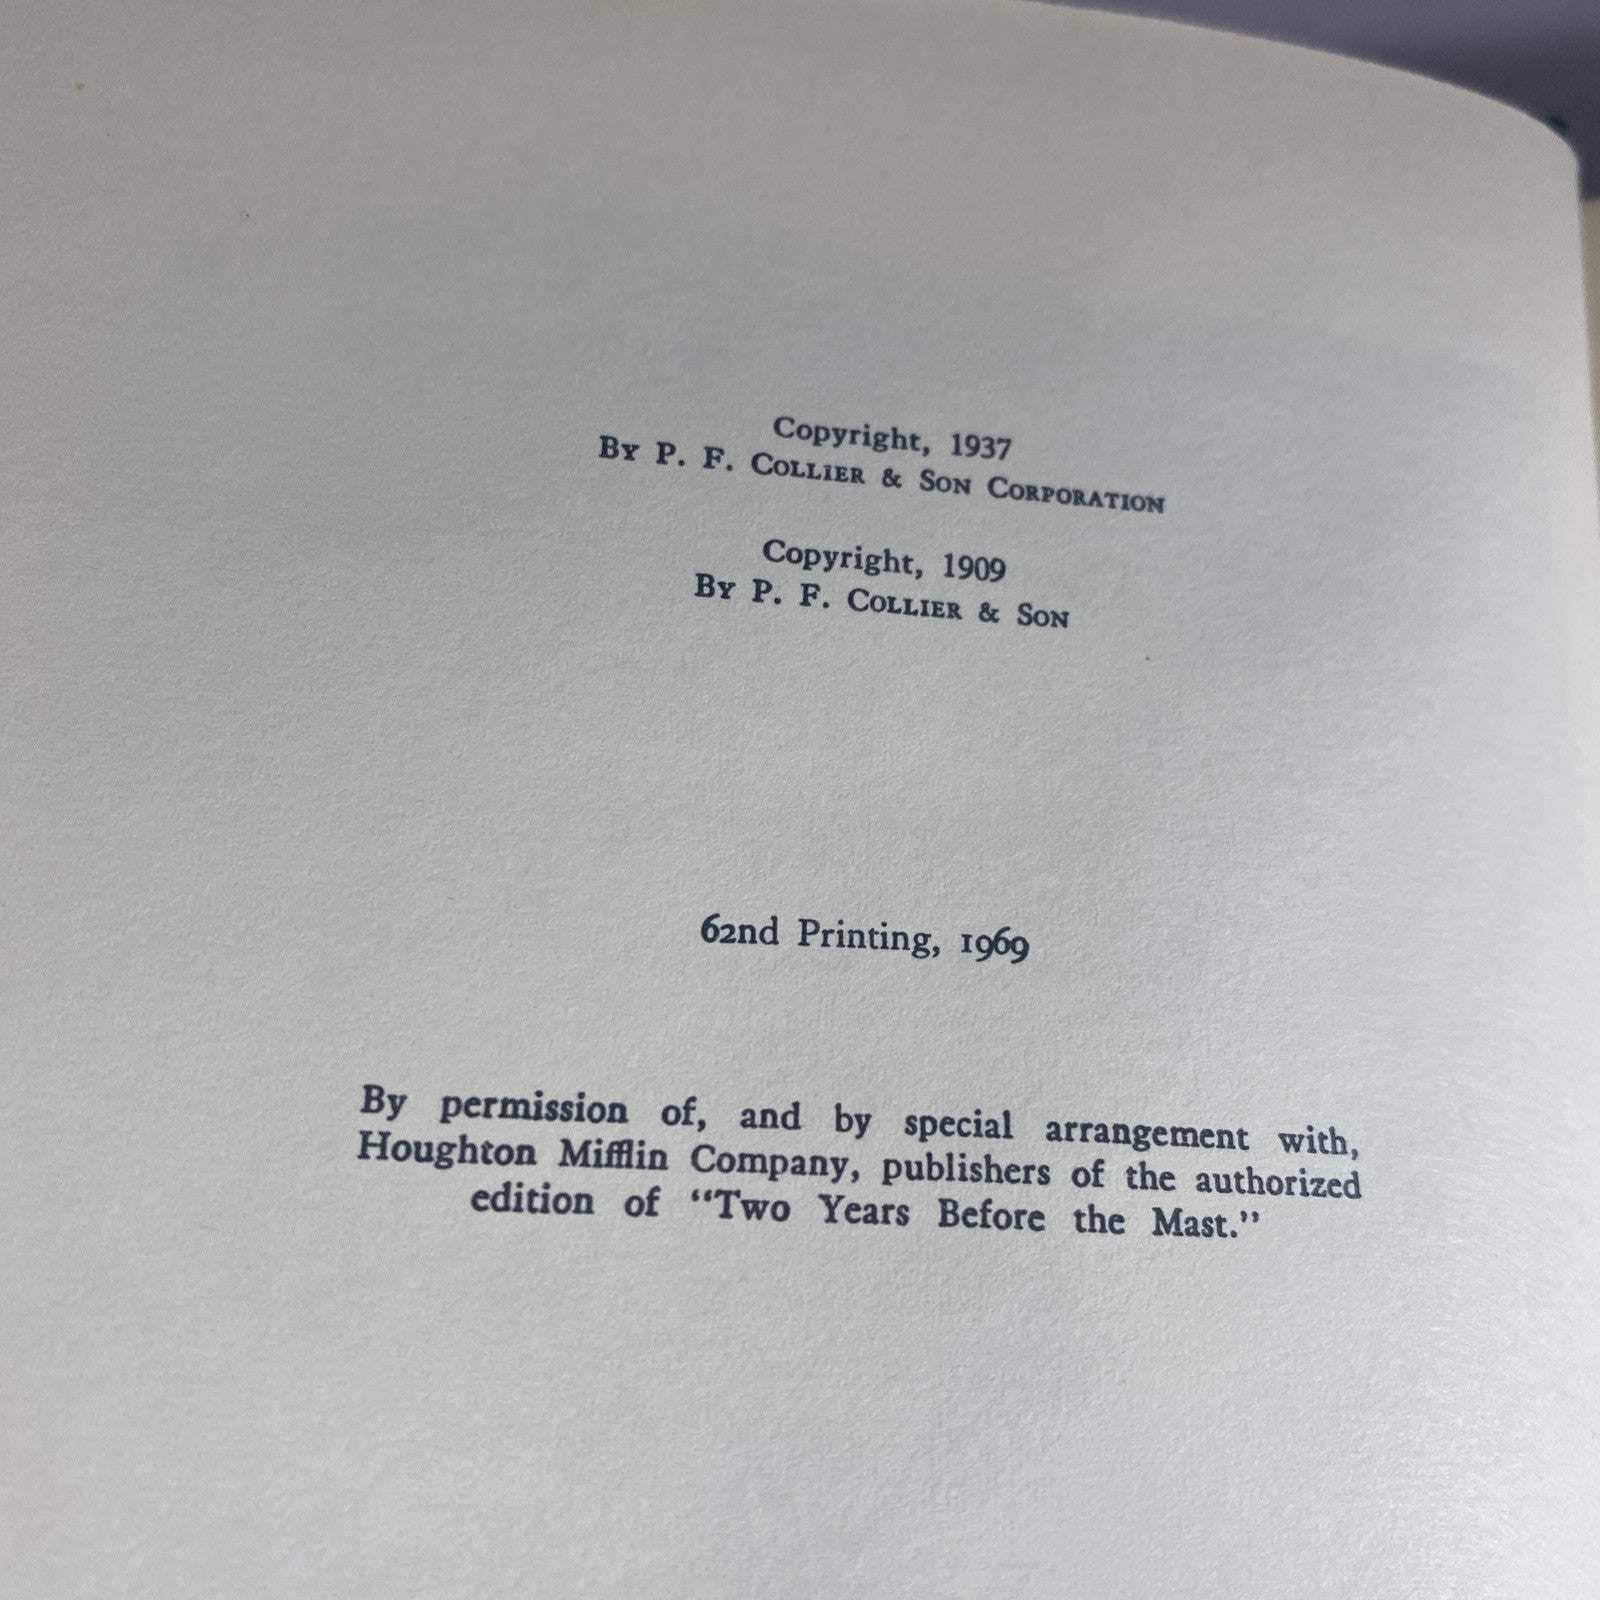 Copyright, 1937
By P. F. Collier & Son Corporation
Copyright, 1909
By P. F. Collier & Son
62nd Printing, 1969
By permission of, and by special arrangement with,
Houghton Mifflin Company, publishers of the authorized
edition of “Two Years Before the Mast.”